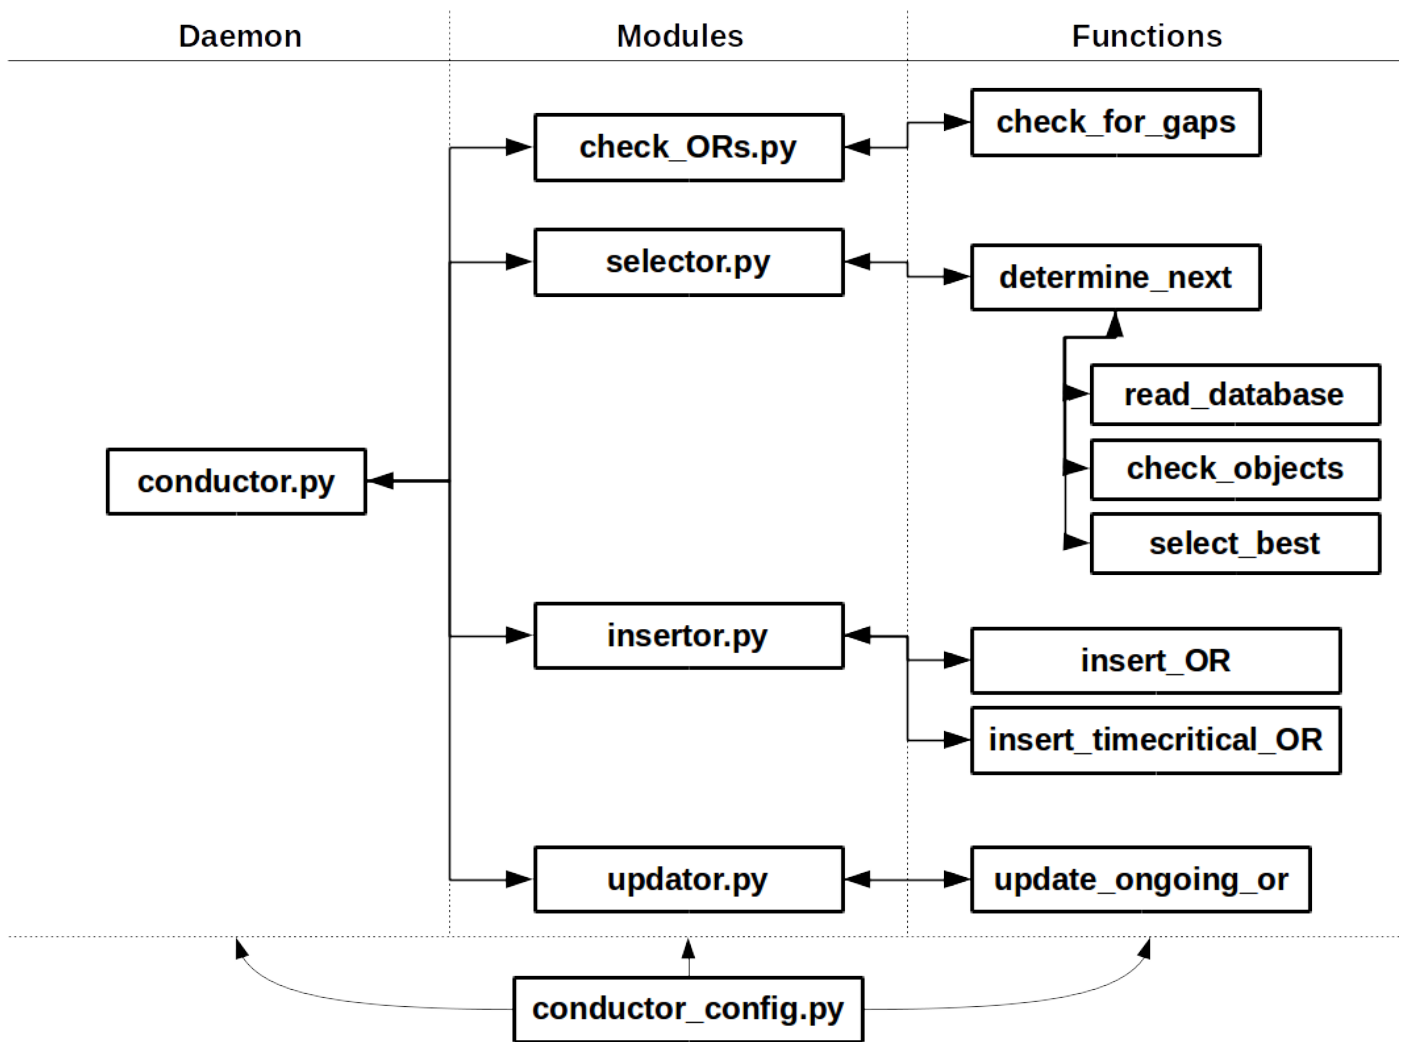 Daemon
Modules
Functions
check_ORs.py
check_for_gaps
selector.py
determine_next
read_database
check_objects
select_best
conductor.py
insertor.py
insert_OR
insert_timecritical_OR
updator.py
update_ongoing_or
conductor_config.py